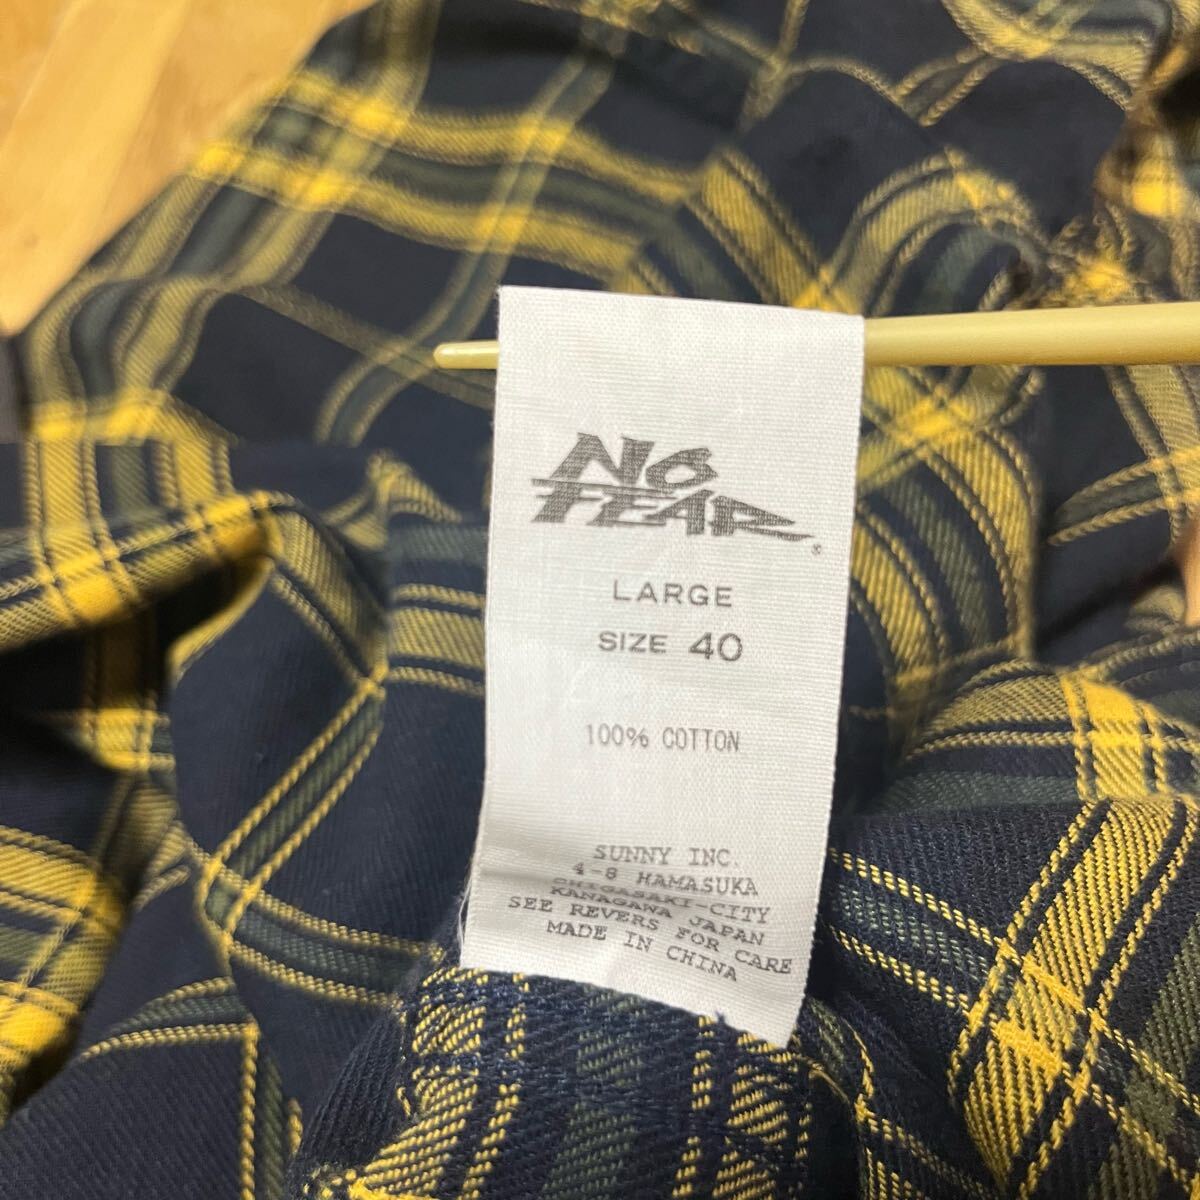 NO
FEAR®
LARGE
SIZE 40
100% COTTON
SUNNY INC.
4-8 HAMASUKA
CHIGASAKI-CITY
KANAGAWA JAPAN
SEE REVERS FOR CARE
MADE IN CHINA